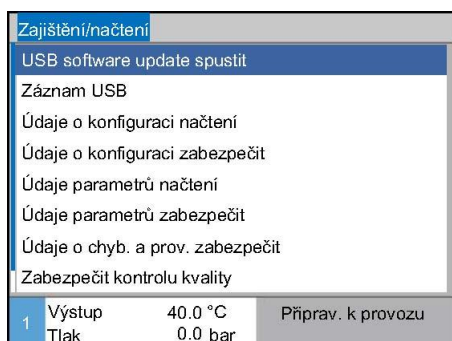 Zajištění/načtení
USB software update spustit
Záznam USB
Údaje o konfiguraci načtení
Údaje o konfiguraci zabezpečit
Údaje parametrů načtení
Údaje parametrů zabezpečit
Údaje o chyb. a prov. zabezpečit
Zabezpečit kontrolu kvality
1 Výstup 40.0 °C Připrav. k provozu
Tlak 0.0 bar